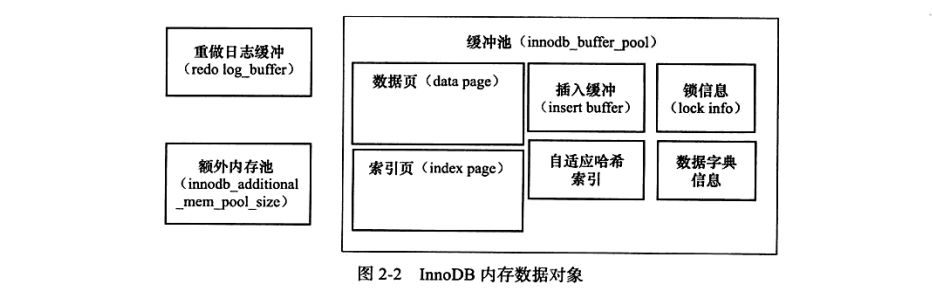 重做日志缓冲
（redo log_buffer）
额外内存池
（innodb_additional
_mem_pool_size）
缓冲池（innodb_buffer_pool）
数据页（data page）
插入缓冲
（insert buffer）
锁信息
（lock info）
索引页（index page）
自适应哈希
索引
数据字典
信息
图 2-2 InnoDB 内存数据对象